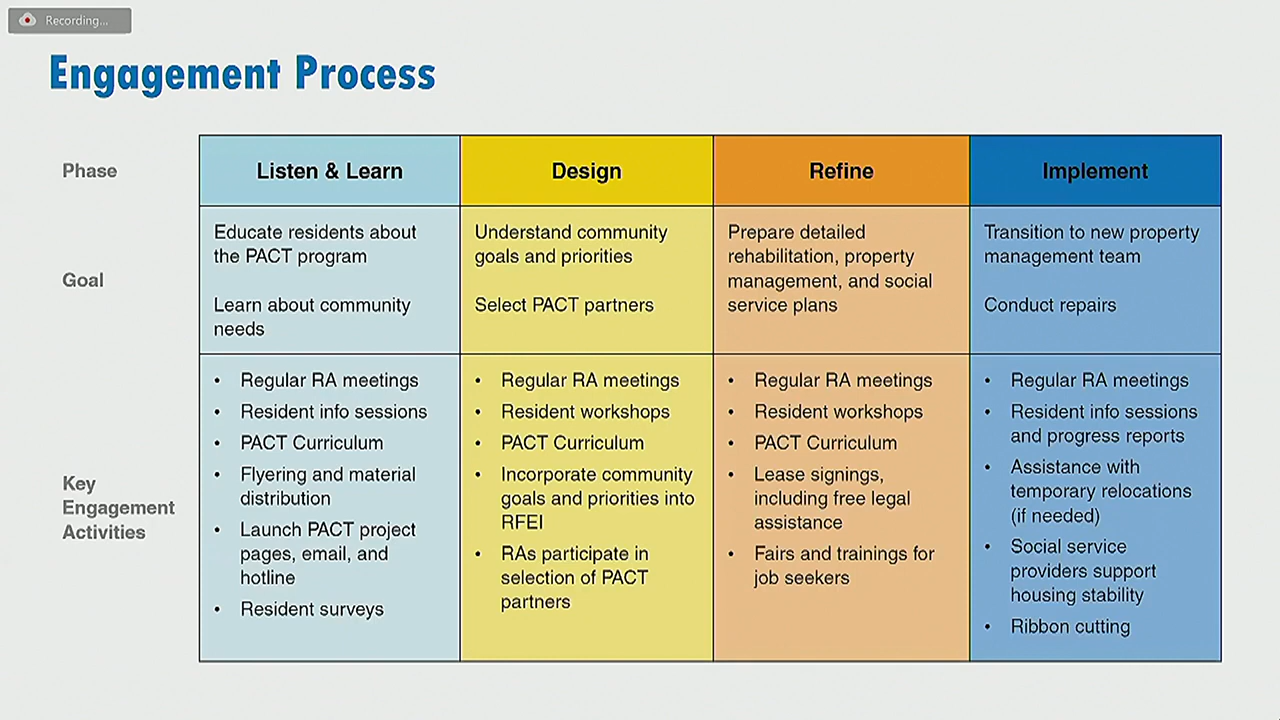 Recording...
Engagement Process
Phase
Listen & Learn
Design
Refine
Implement
Goal
Educate residents about
the PACT program
Learn about community
needs
Understand community
goals and priorities
Select PACT partners
Prepare detailed
rehabilitation, property
management, and social
service plans
Transition to new property
management team
Conduct repairs
Key
Engagement
Activities
• Regular RA meetings
• Resident info sessions
• PACT Curriculum
• Flyering and material
distribution
• Launch PACT project
pages, email, and
hotline
• Resident surveys
• Regular RA meetings
• Resident workshops
• PACT Curriculum
• Incorporate community
goals and priorities into
RFEI
• RAs participate in
selection of PACT
partners
• Regular RA meetings
• Resident workshops
• PACT Curriculum
• Lease signings,
including free legal
assistance
• Fairs and trainings for
job seekers
• Regular RA meetings
• Resident info sessions
and progress reports
• Assistance with
temporary relocations
(if needed)
• Social service
providers support
housing stability
• Ribbon cutting